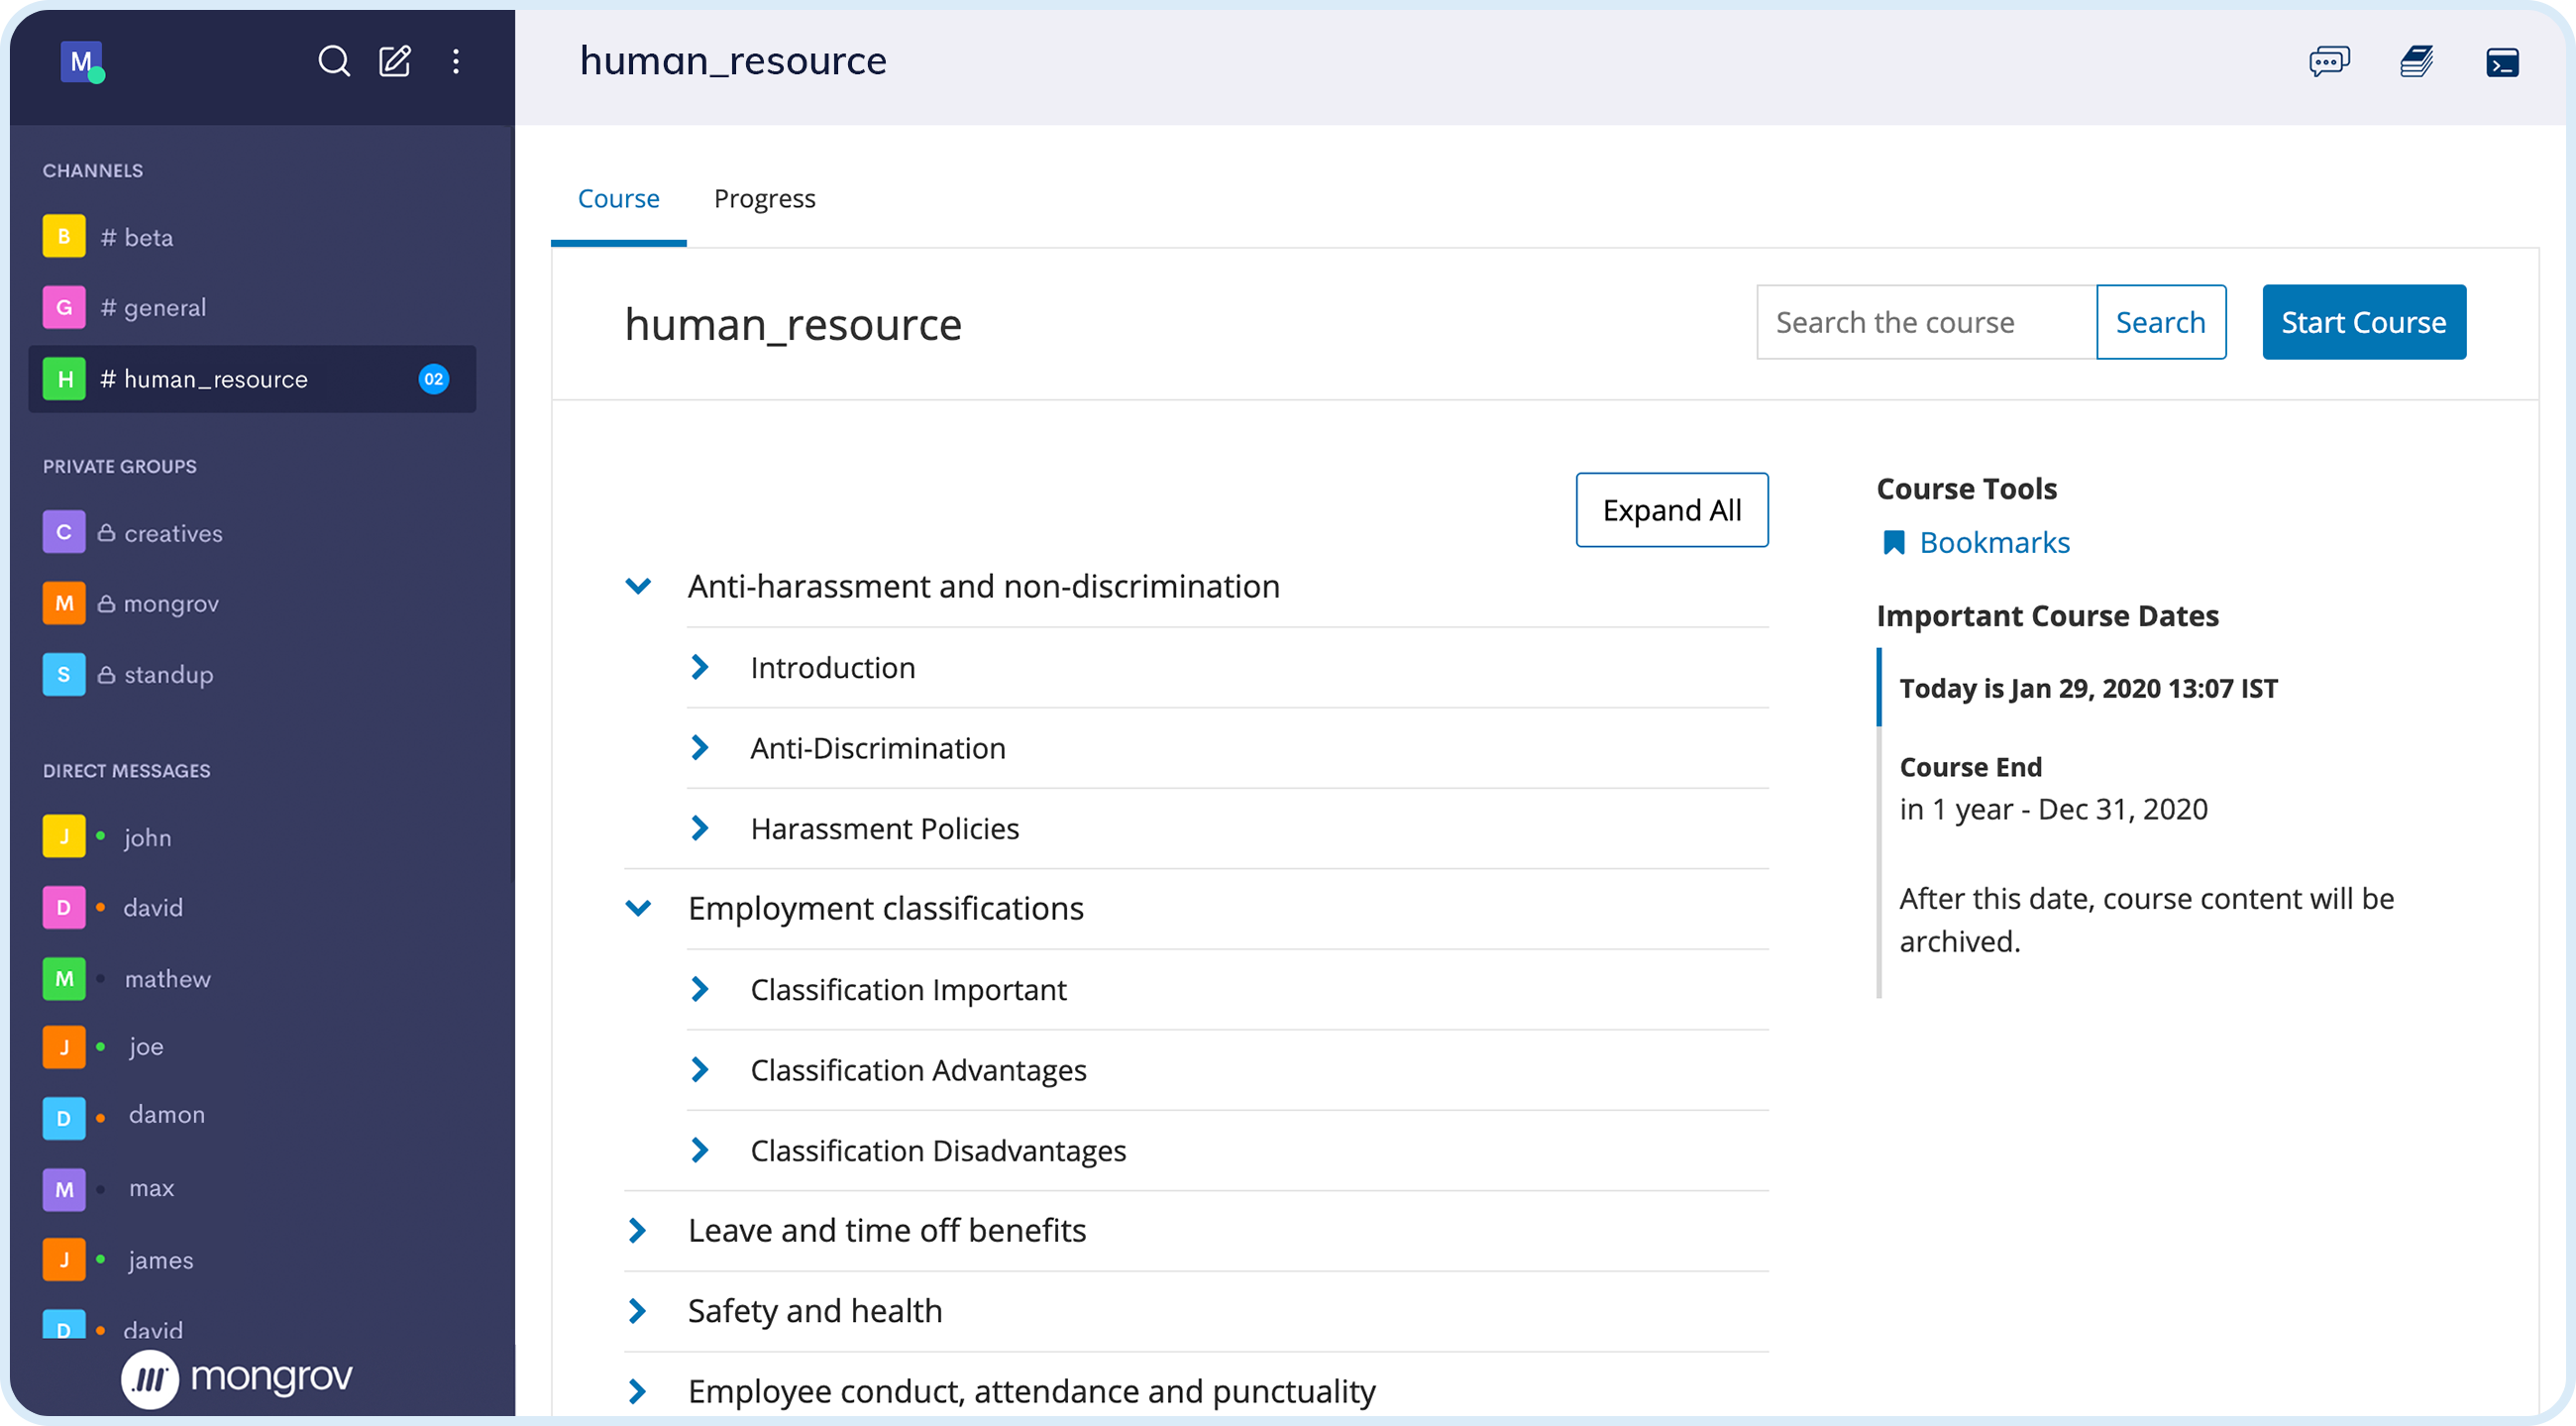 M
CHANNELS
B # beta
G # general
H # human_resource 02
PRIVATE GROUPS
C creatives
M mongrov
S standup
DIRECT MESSAGES
J john
D david
M mathew
J joe
D damon
M max
J james
D david
mongrov
human_resource
Course Progress
human_resource
Search the course Search Start Course
Expand All
Anti-harassment and non-discrimination
Introduction
Anti-Discrimination
Harassment Policies
Employment classifications
Classification Important
Classification Advantages
Classification Disadvantages
Leave and time off benefits
Safety and health
Employee conduct, attendance and punctuality
Course Tools
Bookmarks
Important Course Dates
Today is Jan 29, 2020 13:07 IST
Course End
in 1 year - Dec 31, 2020
After this date, course content will be
archived.